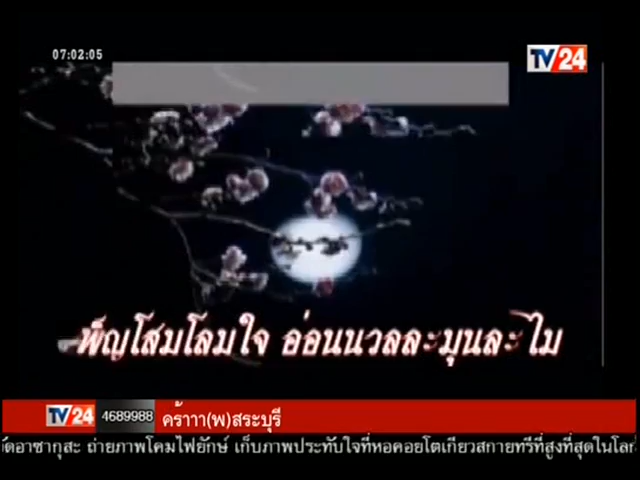 07:02:05
TV24
พ็ญโสมโลมใจ อ่อนนวลละมุนละไม
TV24 4689988 คร้าาา(พ)สระบุรี
วัดอาซากุสะ ถ่ายภาพโคมไฟยักษ์ เก็บภาพประทับใจที่หอคอยโตเกียวสกายทรีที่สูงที่สุดในโลก